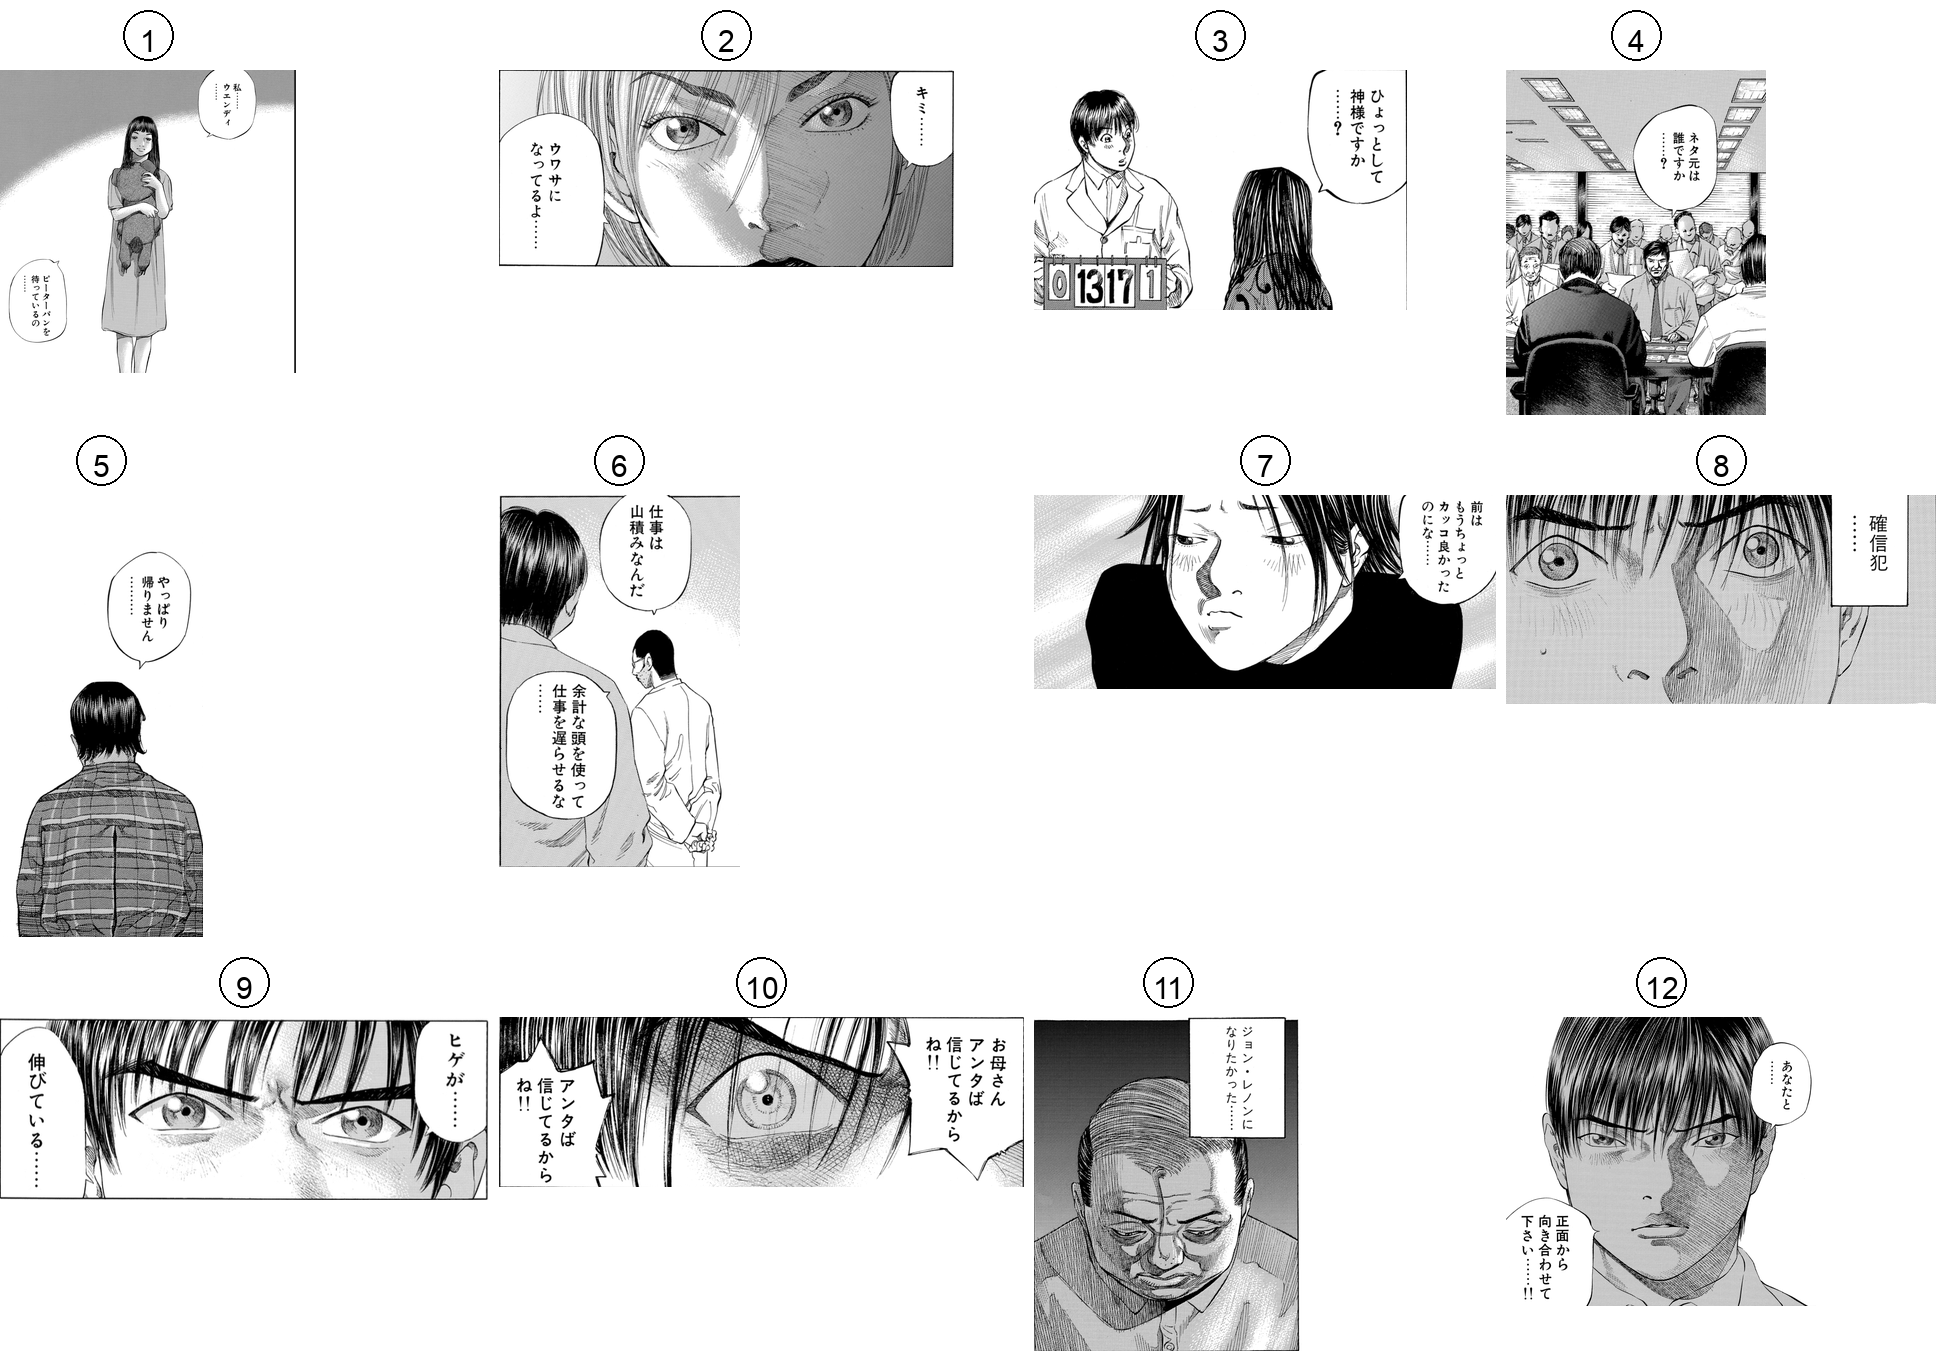 1
私……
ウエンディ
……
ピーターパンを
待っているの
……
2
キミ……
ウワサに
なってるよ……
3
ひょっとして
神様ですか
……？
0 13 17 1
4
ネタ元は
誰ですか
……？
5
やっぱり
帰りません
………
6
仕事は
山積みなんだ
余計な頭を使って
仕事を遅らせるな
……
7
前は
もうちょっと
カッコ良かった
のにな……
8
確信犯
……
9
ヒゲが……
伸びている……
10
お母さん
アンタば
信じてるから
ね!!
アンタば
信じてるから
ね!!
11
ジョン・レノンに
なりたかった……
12
あなたと
……
正面から
向き合わせて
下さい……!!